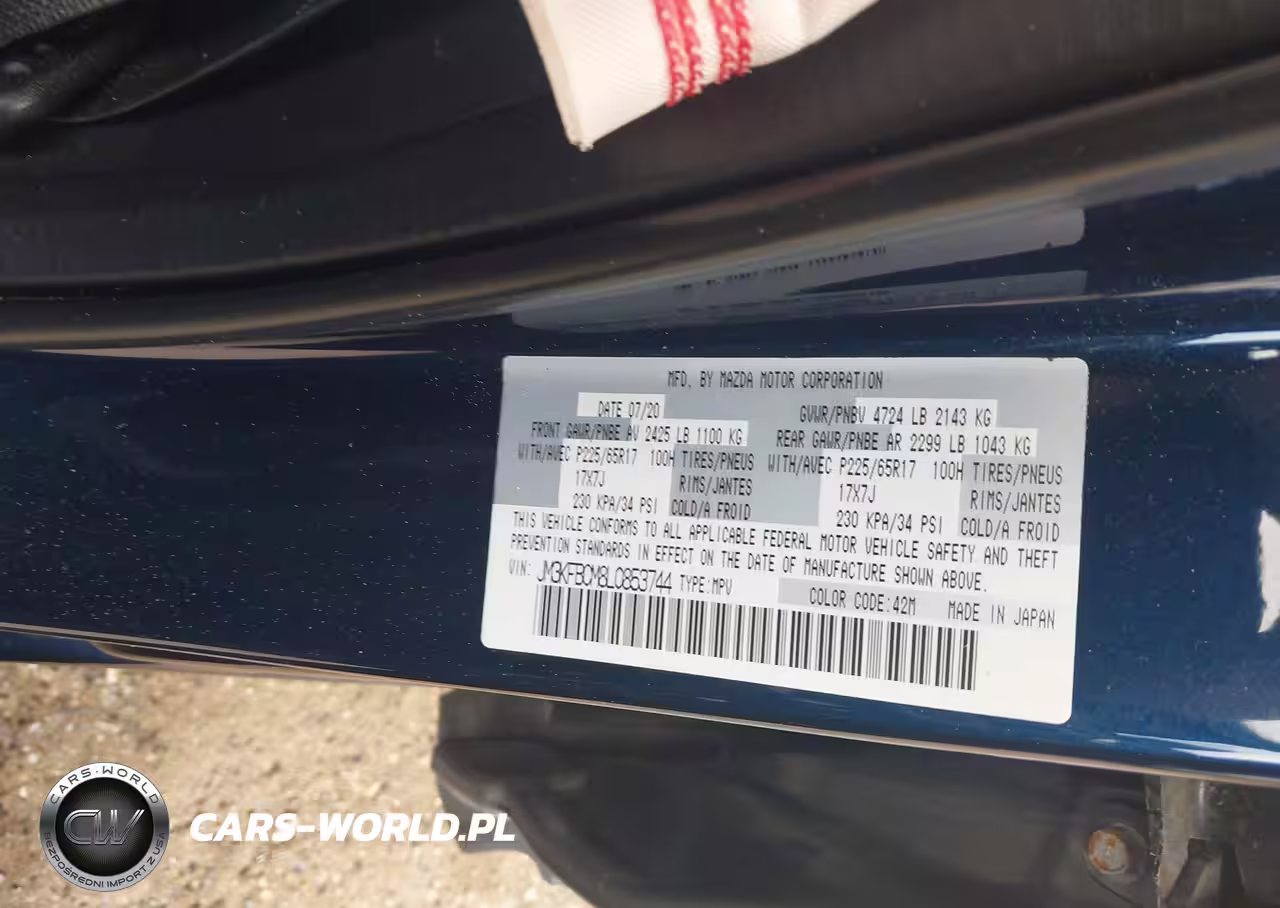 MFD. BY MAZDA MOTOR CORPORATION
DATE 07/20 GVWR/PNBV 4724 LB 2143 KG
FRONT GAWR/PNBE AV 2425 LB 1100 KG REAR GAWR/PNBE AR 2299 LB 1043 KG
WITH/AVEC P225/65R17 100H TIRES/PNEUS WITH/AVEC P225/65R17 100H TIRES/PNEUS
17X7J RIMS/JANTES 17X7J RIMS/JANTES
230 KPA/34 PSI COLD/A FROID 230 KPA/34 PSI COLD/A FROID
THIS VEHICLE CONFORMS TO ALL APPLICABLE FEDERAL MOTOR VEHICLE SAFETY AND THEFT
PREVENTION STANDARDS IN EFFECT ON THE DATE OF MANUFACTURE SHOWN ABOVE.
VIN: JM3KFBCM8L0853744 TYPE:MPV
COLOR CODE:42M MADE IN JAPAN
CARS-WORLD
CW
BEZPOŚREDNI IMPORT Z USA
CARS-WORLD.PL